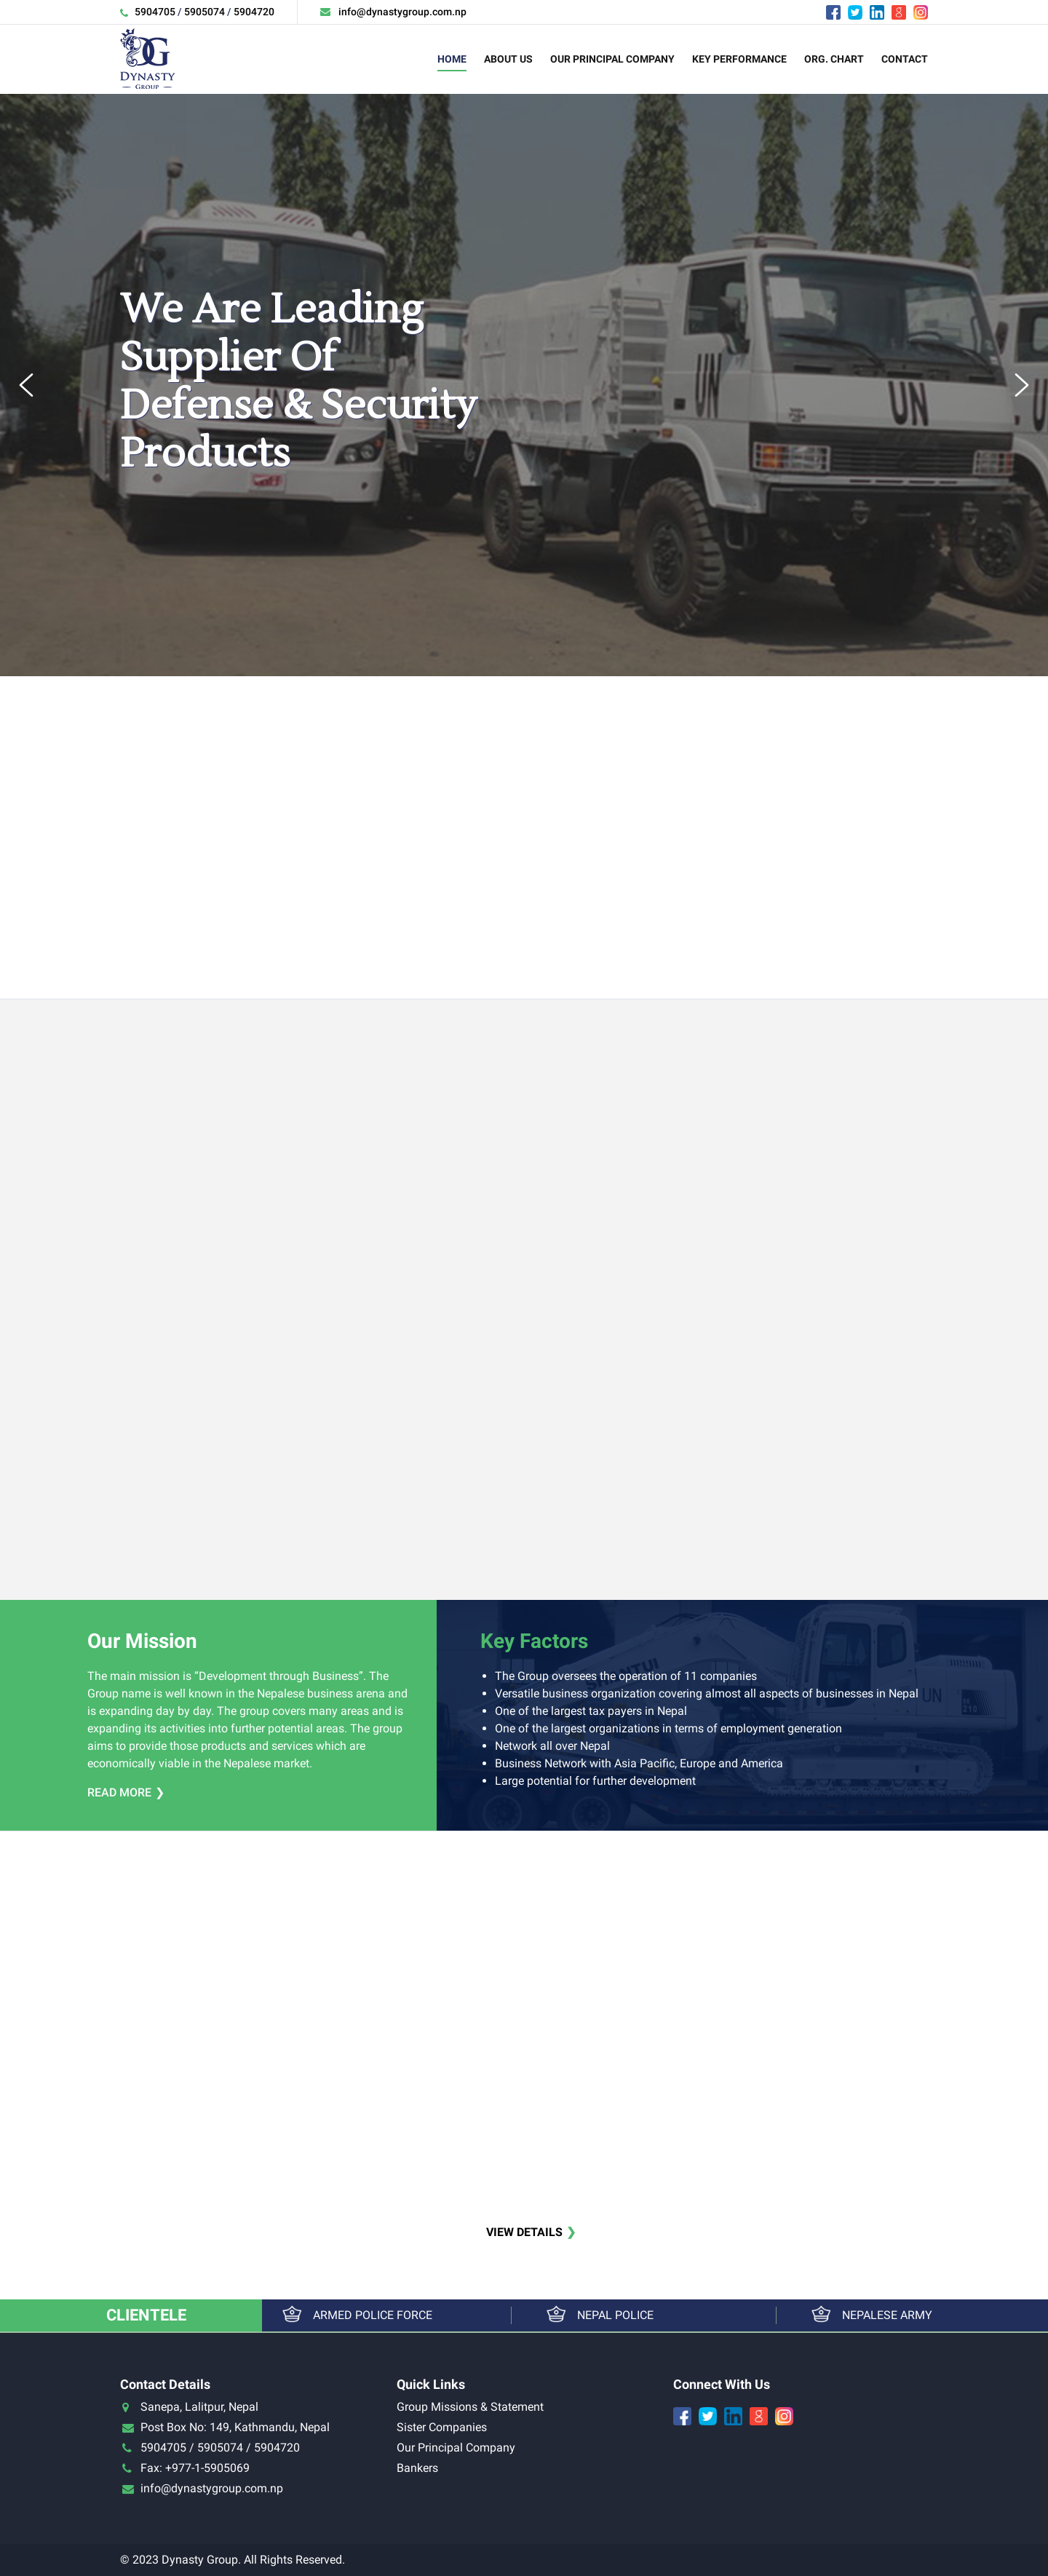 5904705 / 5905074 / 5904720
info@dynastygroup.com.np
DG
DYNASTY
GROUP
HOME
ABOUT US
OUR PRINCIPAL COMPANY
KEY PERFORMANCE
ORG. CHART
CONTACT
We Are Leading
Supplier Of
Defense & Security
Products
UN
Our Mission
The main mission is “Development through Business”. The
Group name is well known in the Nepalese business arena and
is expanding day by day. The group covers many areas and is
expanding its activities into further potential areas. The group
aims to provide those products and services which are
economically viable in the Nepalese market.
READ MORE ❯
Key Factors
• The Group oversees the operation of 11 companies
• Versatile business organization covering almost all aspects of businesses in Nepal
• One of the largest tax payers in Nepal
• One of the largest organizations in terms of employment generation
• Network all over Nepal
• Business Network with Asia Pacific, Europe and America
• Large potential for further development
SHANTUI
UN
VIEW DETAILS ❯
CLIENTELE
ARMED POLICE FORCE
NEPAL POLICE
NEPALESE ARMY
Contact Details
Sanepa, Lalitpur, Nepal
Post Box No: 149, Kathmandu, Nepal
5904705 / 5905074 / 5904720
Fax: +977-1-5905069
info@dynastygroup.com.np
Quick Links
Group Missions & Statement
Sister Companies
Our Principal Company
Bankers
Connect With Us
© 2023 Dynasty Group. All Rights Reserved.